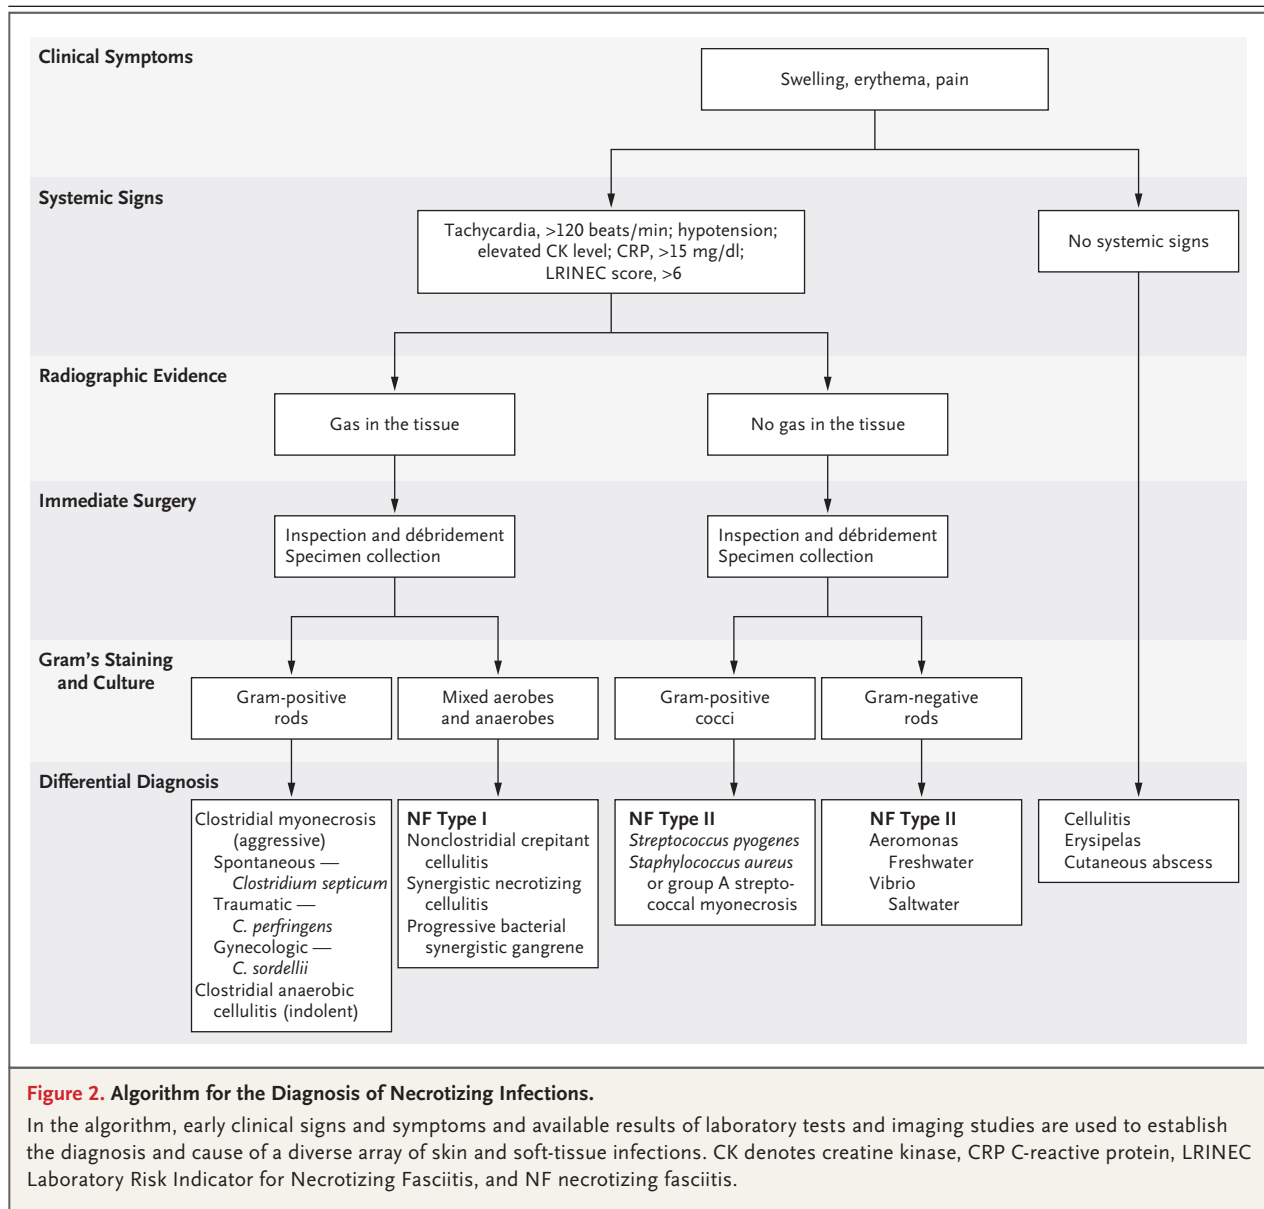 Clinical Symptoms
Swelling, erythema, pain
Systemic Signs
Tachycardia, >120 beats/min; hypotension;
elevated CK level; CRP, >15 mg/dl;
LRINEC score, >6
No systemic signs
Radiographic Evidence
Gas in the tissue
No gas in the tissue
Immediate Surgery
Inspection and débridement
Specimen collection
Inspection and débridement
Specimen collection
Gram's Staining
and Culture
Gram-positive
rods
Mixed aerobes
and anaerobes
Gram-positive
cocci
Gram-negative
rods
Differential Diagnosis
Clostridial myonecrosis
(aggressive)
Spontaneous —
Clostridium septicum
Traumatic —
C. perfringens
Gynecologic —
C. sordellii
Clostridial anaerobic
cellulitis (indolent)
NF Type I
Nonclostridial crepitant
cellulitis
Synergistic necrotizing
cellulitis
Progressive bacterial
synergistic gangrene
NF Type II
Streptococcus pyogenes
Staphylococcus aureus
or group A strepto-
coccal myonecrosis
NF Type II
Aeromonas
Freshwater
Vibrio
Saltwater
Cellulitis
Erysipelas
Cutaneous abscess
Figure 2. Algorithm for the Diagnosis of Necrotizing Infections.
In the algorithm, early clinical signs and symptoms and available results of laboratory tests and imaging studies are used to establish
the diagnosis and cause of a diverse array of skin and soft-tissue infections. CK denotes creatine kinase, CRP C-reactive protein, LRINEC
Laboratory Risk Indicator for Necrotizing Fasciitis, and NF necrotizing fasciitis.